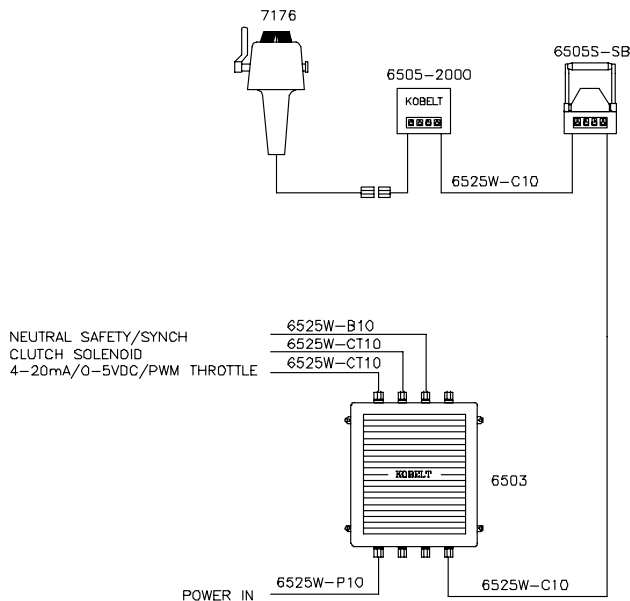 7176
6505-2000
6505S-SB
KOBELT
6525W-C10
6525W-B10
NEUTRAL SAFETY/SYNCH
6525W-CT10
CLUTCH SOLENOID
6525W-CT10
4-20mA/0-5VDC/PWM THROTTLE
KOBELT
6503
6525W-P10
6525W-C10
POWER IN